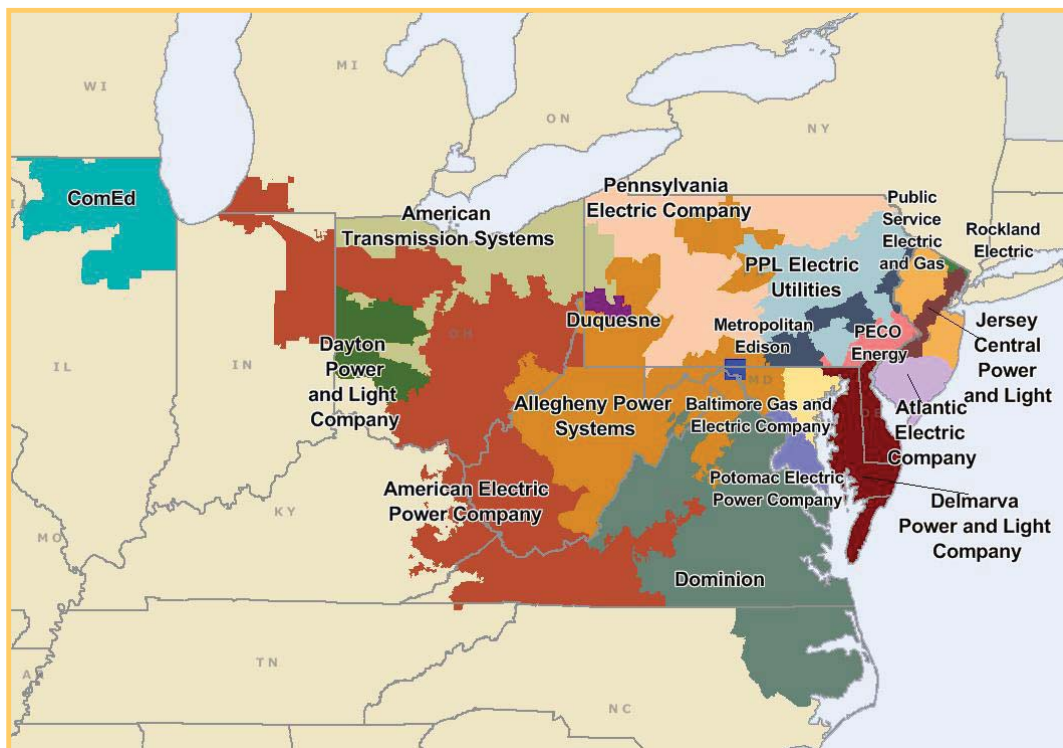 WI
MI
ON
NY
ComEd
Pennsylvania
Electric Company
Public
Service
Electric
and Gas
Rockland
Electric
American
Transmission Systems
PPL Electric
Utilities
Duquesne
Metropolitan
Edison
PECO
Energy
Jersey
Central
Power
and Light
OH
Dayton
Power
and Light
Company
IL
IN
MD
Allegheny Power
Systems
Baltimore Gas and
Electric Company
DE
Atlantic
Electric
Company
American Electric
Power Company
Potomac Electric
Power Company
Delmarva
Power and Light
Company
KY
MO
Dominion
TN
NC